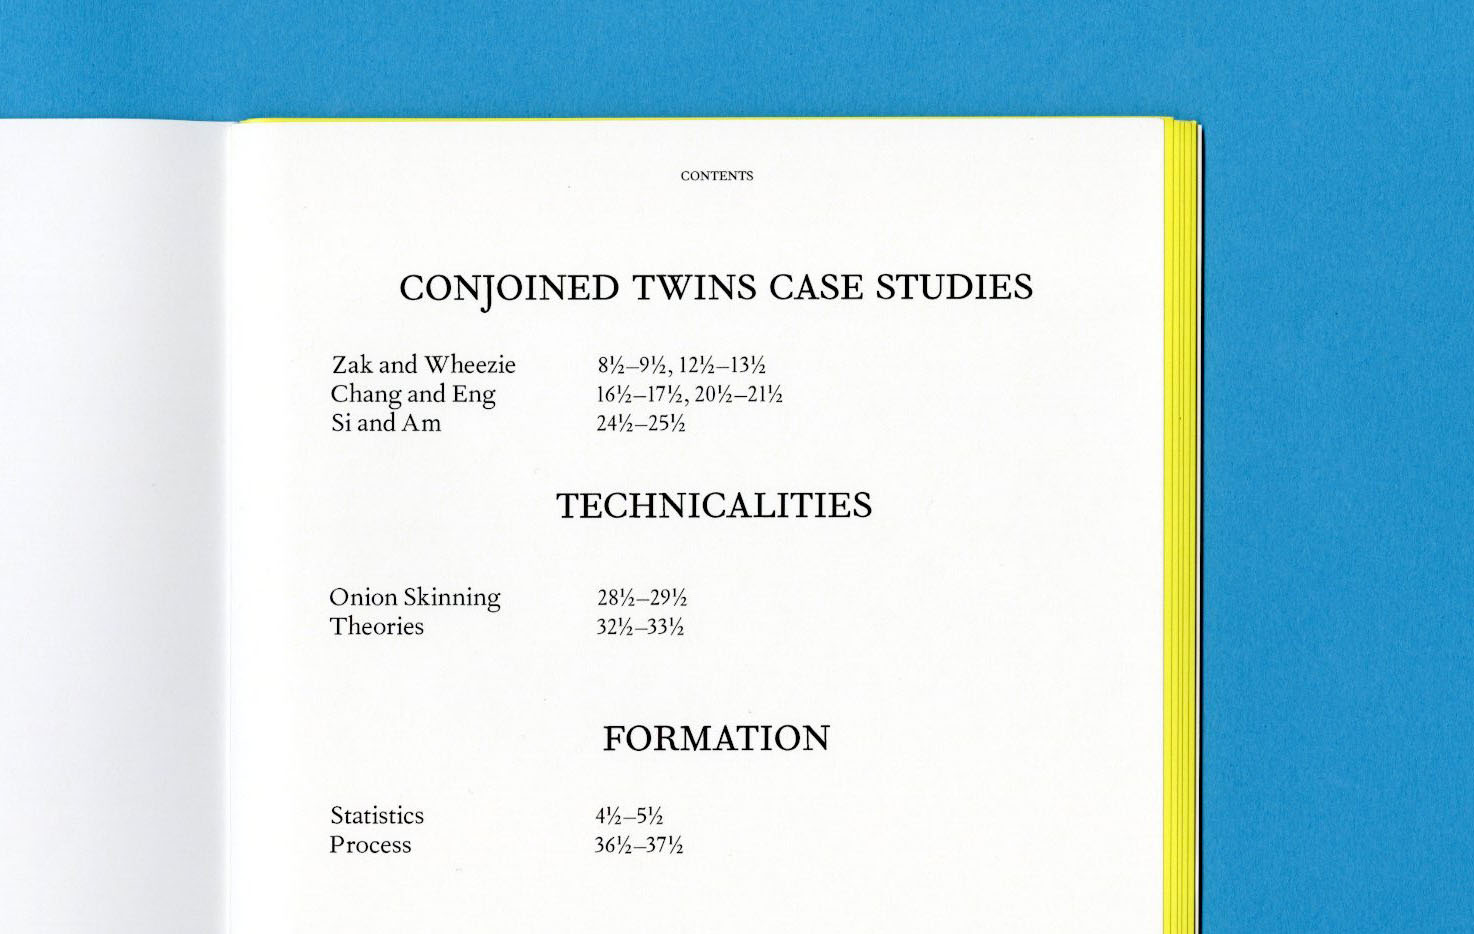 CONTENTS
CONJOINED TWINS CASE STUDIES
Zak and Wheezie 8½–9½, 12½–13½
Chang and Eng 16½–17½, 20½–21½
Si and Am 24½–25½
TECHNICALITIES
Onion Skinning 28½–29½
Theories 32½–33½
FORMATION
Statistics 4½–5½
Process 36½–37½